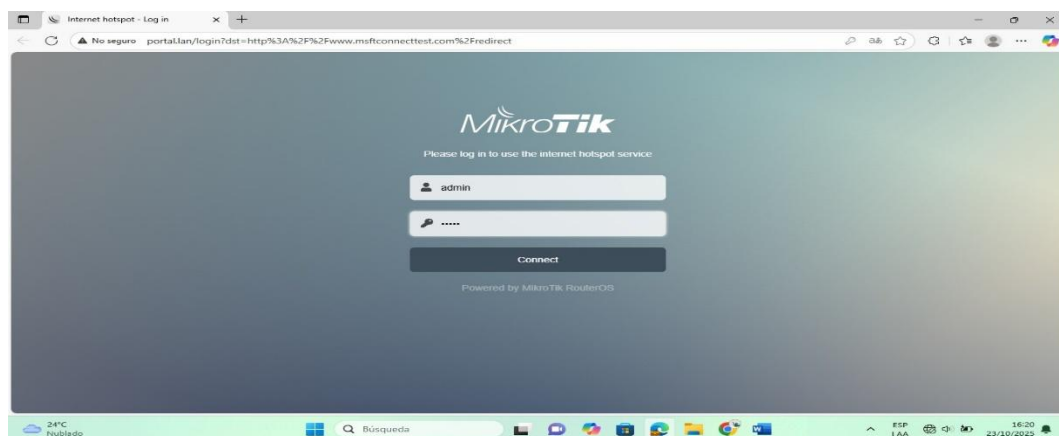 Internet hotspot - Log in
No seguro portal.lan/login?dst=http%3A%2F%2Fwww.msftconnecttest.com%2Fredirect
MikroTik
Please log in to use the internet hotspot service
admin
•••••
Connect
Powered by MikroTik RouterOS
24°C
Nublado
Búsqueda
ESP
LAA
16:20
23/10/2025